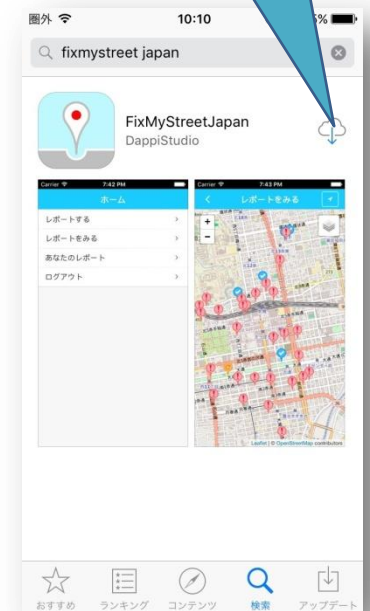 圏外 10:10 %
fixmystreet japan
FixMyStreetJapan
DappiStudio
Carrier 7:42 PM
ホーム
レポートする
レポートをみる
あなたのレポート
ログアウト
Carrier 7:43 PM
レポートをみる
+
−
Leaflet | © OpenStreetMap contributors
おすすめ ランキング コンテンツ 検索 アップデート